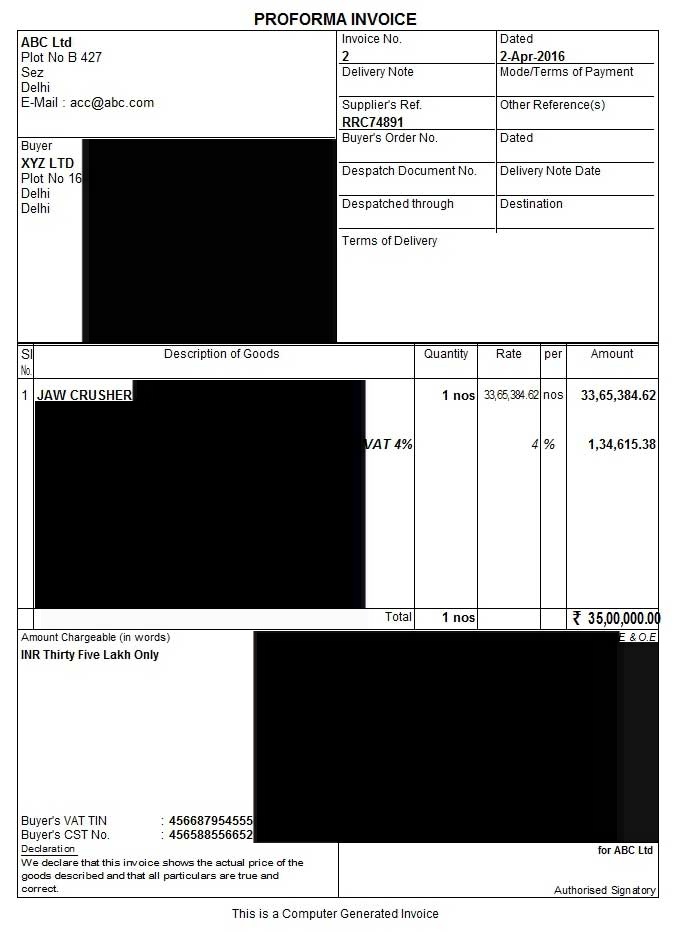 PROFORMA INVOICE
ABC Ltd
Plot No B 427
Sez
Delhi
E-Mail : acc@abc.com
Invoice No.
2
Dated
2-Apr-2016
Delivery Note
Mode/Terms of Payment
Supplier's Ref.
RRC74891
Other Reference(s)
Buyer
XYZ LTD
Plot No 16
Delhi
Delhi
Buyer's Order No.
Dated
Despatch Document No.
Delivery Note Date
Despatched through
Destination
Terms of Delivery
Sl No. Description of Goods Quantity Rate per Amount
1 JAW CRUSHER 1 nos 33,65,384.62 nos 33,65,384.62
VAT 4% 4 % 1,34,615.38
Total 1 nos ₹ 35,00,000.00
Amount Chargeable (in words) E & O.E
INR Thirty Five Lakh Only
Buyer's VAT TIN : 456687954555
Buyer's CST No. : 456588556652
Declaration
We declare that this invoice shows the actual price of the
goods described and that all particulars are true and
correct.
for ABC Ltd
Authorised Signatory
This is a Computer Generated Invoice